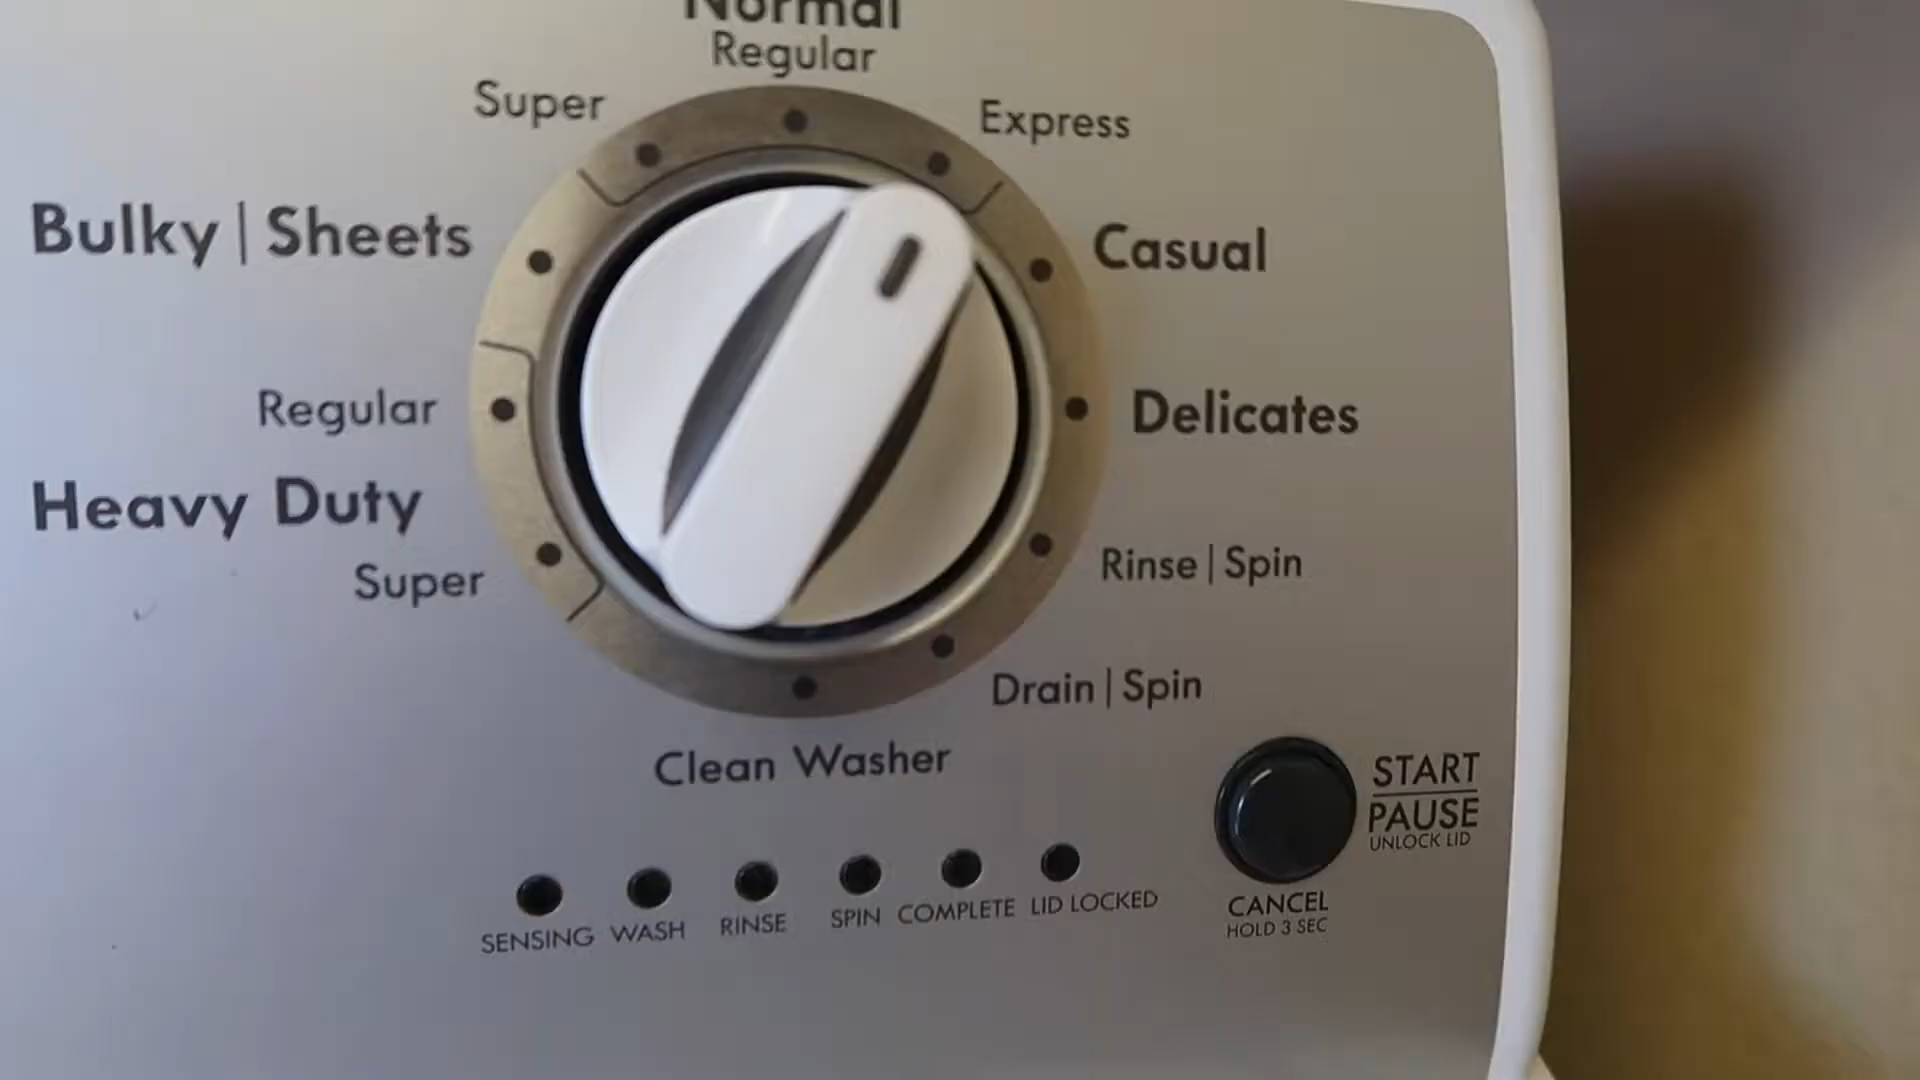 Normal
Regular
Super
Express
Bulky | Sheets
Casual
Regular
Delicates
Heavy Duty
Super
Rinse | Spin
Drain | Spin
Clean Washer
START
PAUSE
UNLOCK LID
CANCEL
HOLD 3 SEC
SENSING WASH RINSE SPIN COMPLETE LID LOCKED